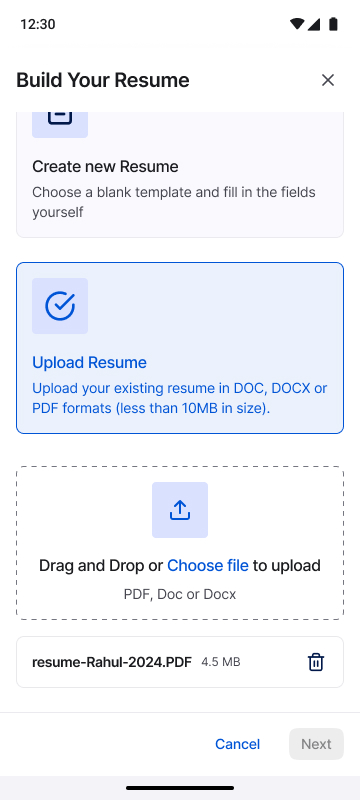 12:30
Build Your Resume
Create new Resume
Choose a blank template and fill in the fields
yourself
Upload Resume
Upload your existing resume in DOC, DOCX or
PDF formats (less than 10MB in size).
Drag and Drop or Choose file to upload
PDF, Doc or Docx
resume-Rahul-2024.PDF 4.5 MB
Cancel Next